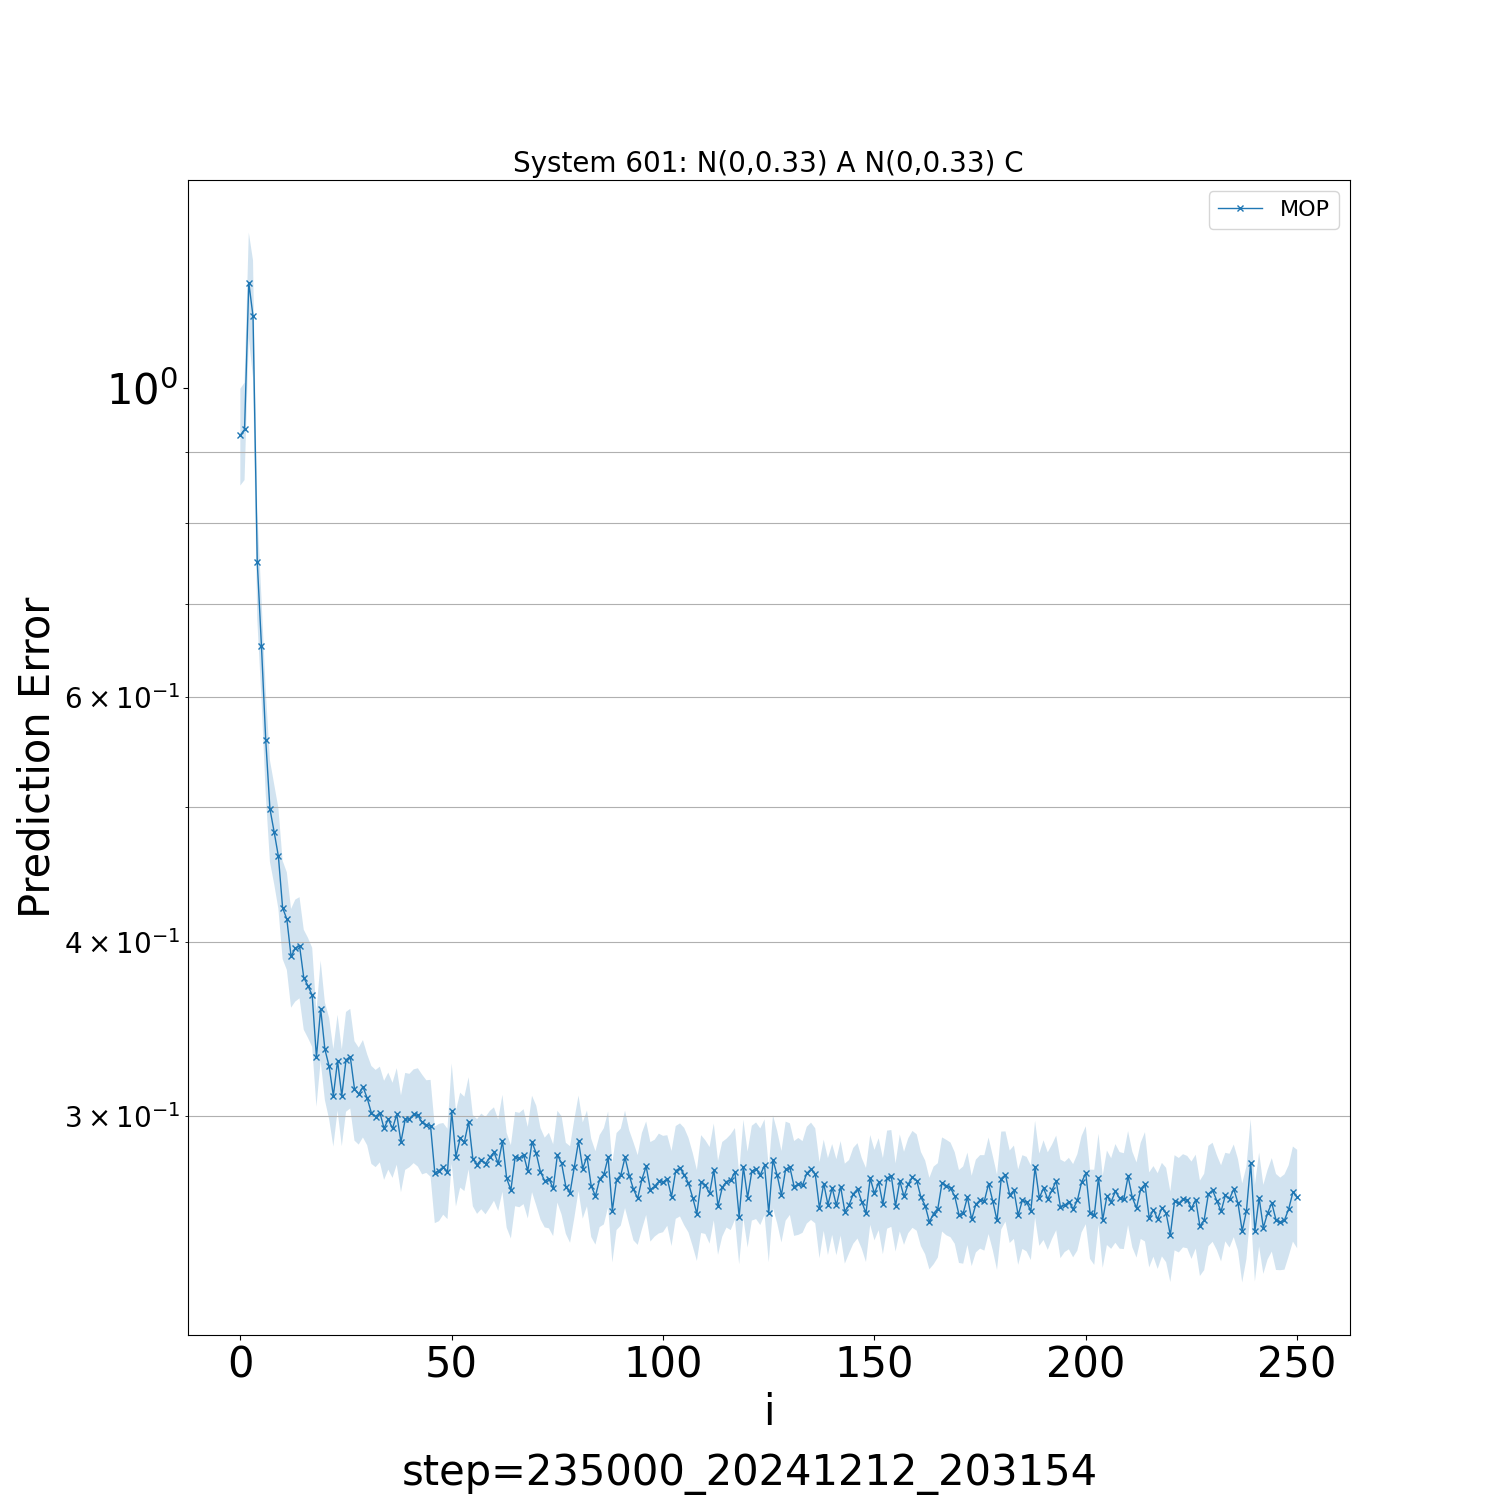 System 601: N(0,0.33) A N(0,0.33) C
MOP
10⁰
6 × 10⁻¹
4 × 10⁻¹
3 × 10⁻¹
Prediction Error
0 50 100 150 200 250
i
step=235000_20241212_203154